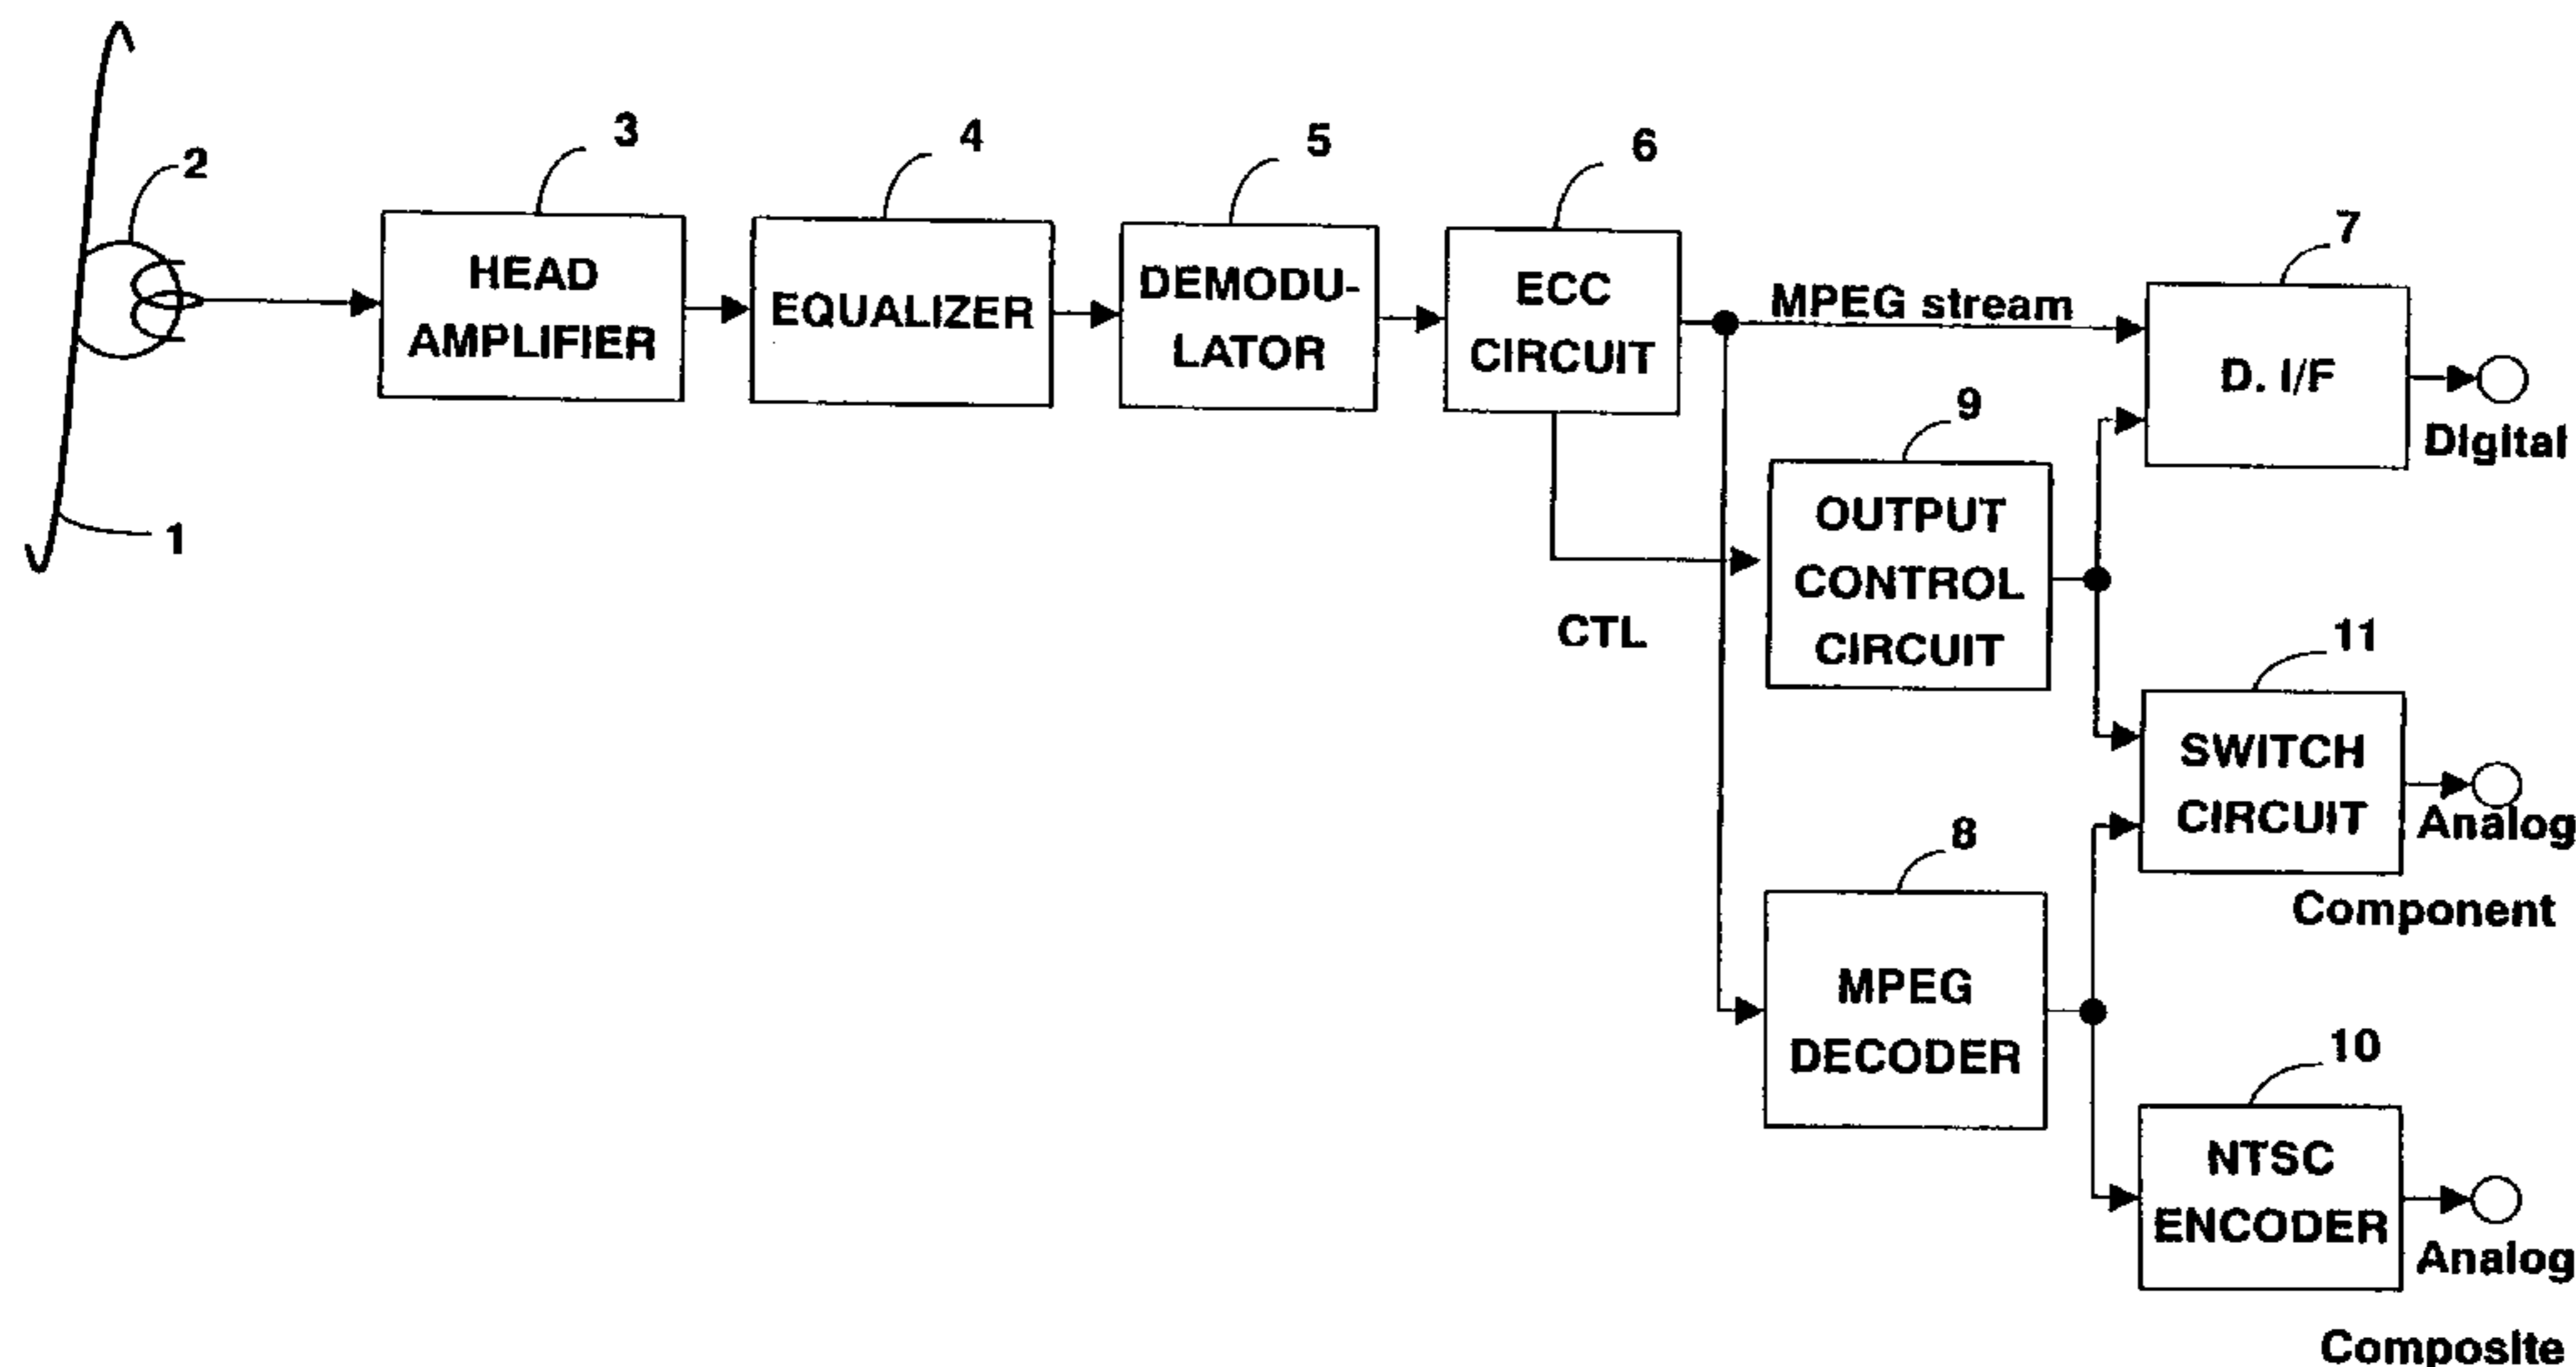 2
3
4
5
6
7
HEAD
AMPLIFIER
EQUALIZER
DEMODU-
LATOR
ECC
CIRCUIT
MPEG stream
D. I/F
Digital
1
9
OUTPUT
CONTROL
CIRCUIT
CTL
11
SWITCH
CIRCUIT
Analog
Component
8
MPEG
DECODER
10
NTSC
ENCODER
Analog
Composite